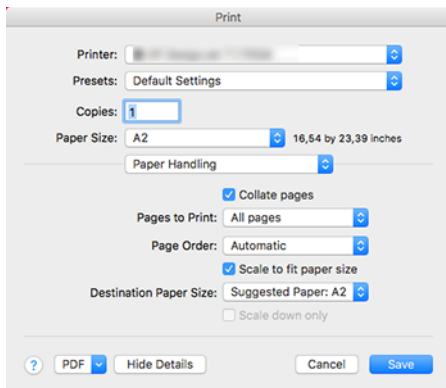 Print
Printer:
Presets: Default Settings
Copies: 1
Paper Size: A2 16,54 by 23,39 inches
Paper Handling
Collate pages
Pages to Print: All pages
Page Order: Automatic
Scale to fit paper size
Destination Paper Size: Suggested Paper: A2
Scale down only
? PDF Hide Details Cancel Save